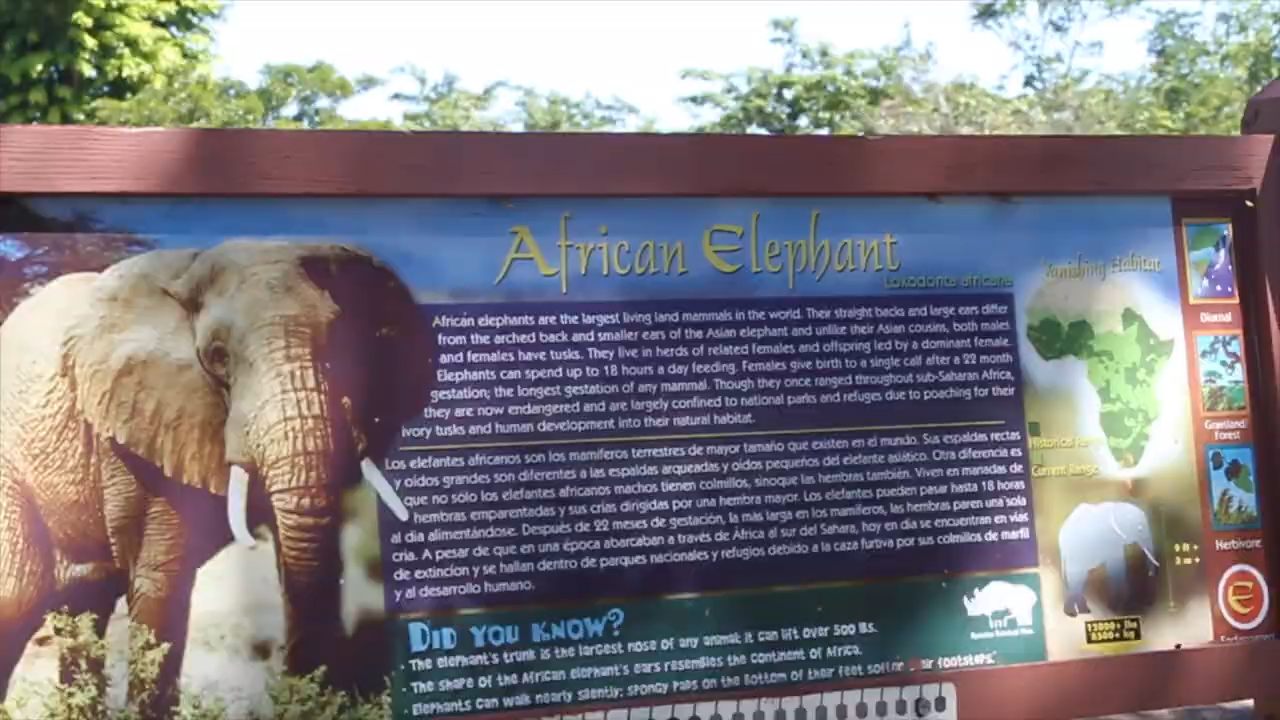 African Elephant
Loxodonta africana
African elephants are the largest living land mammals in the world. Their straight backs and large ears differ
from the arched back and smaller ears of the Asian elephant and unlike their Asian cousins, both males
and females have tusks. They live in herds of related females and offspring led by a dominant female.
Elephants can spend up to 18 hours a day feeding. Females give birth to a single calf after a 22 month
gestation; the longest gestation of any mammal. Though they once ranged throughout sub-Saharan Africa,
they are now endangered and are largely confined to national parks and refuges due to poaching for their
ivory tusks and human development into their natural habitat.
Los elefantes africanos son los mamíferos terrestres de mayor tamaño que existen en el mundo. Sus espaldas rectas
y oídos grandes son diferentes a las espaldas arqueadas y oídos pequeños del elefante asiático. Otra diferencia es
que no sólo los elefantes africanos machos tienen colmillos, sinoque las hembras también. Viven en manadas de
hembras emparentadas y sus crías dirigidas por una hembra mayor. Los elefantes pueden pasar hasta 18 horas
al día alimentándose. Después de 22 meses de gestación, la más larga en los mamíferos, las hembras paren una sola
cría. A pesar de que en una época abarcaban a través de África al sur del Sahara, hoy en día se encuentran en vías
de extincíon y se hallan dentro de parques nacionales y refugios debido a la caza furtiva por sus colmillos de marfil
y al desarrollo humano.
DID YOU KNOW?
• The elephant's trunk is the largest nose of any animal; it can lift over 500 lbs.
• The shape of the African elephant's ears resembles the continent of Africa.
• Elephants can walk nearly silently; spongy pads on the bottom of their feet soften footsteps.
Vanishing Habitat
Historical
Current Range
9 ft +
3 m +
12000+ lbs
5500+ kg
Diurnal
Grassland/
Forest
Herbivore
E
Endangered